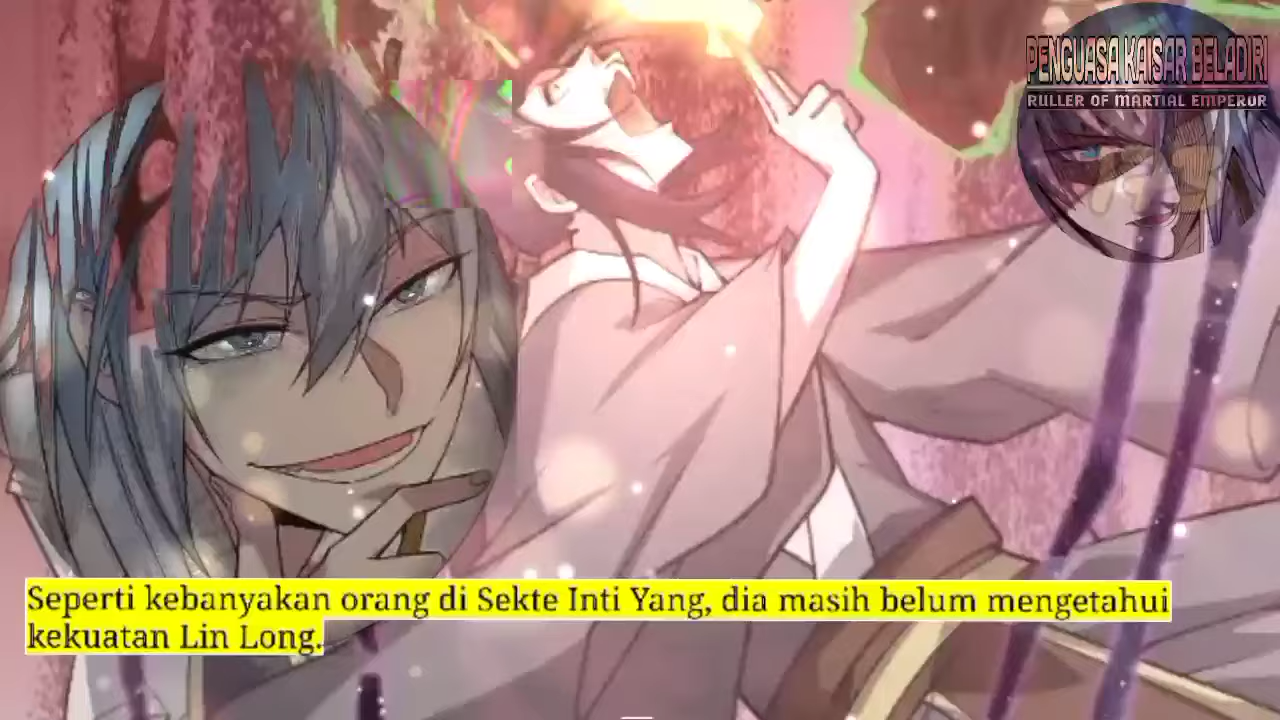 PENGUASA KAISAR BELADIRI
RULLER OF MARTIAL EMPEROR
Seperti kebanyakan orang di Sekte Inti Yang, dia masih belum mengetahui
kekuatan Lin Long.